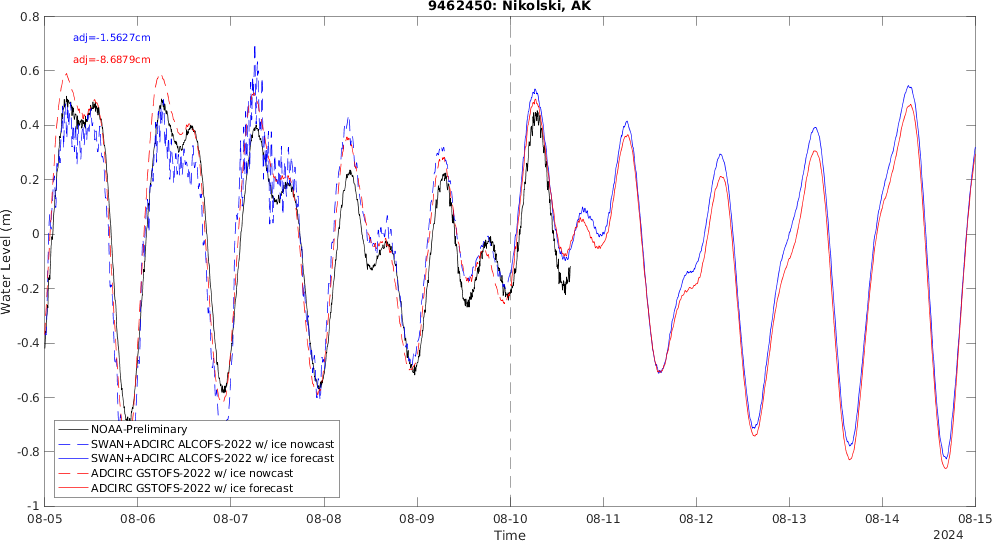 9462450: Nikolski, AK
adj=-1.5627cm
adj=-8.6879cm
0.8
0.6
0.4
0.2
0
-0.2
-0.4
-0.6
-0.8
-1
Water Level (m)
NOAA-Preliminary
SWAN+ADCIRC ALCOFS-2022 w/ ice nowcast
SWAN+ADCIRC ALCOFS-2022 w/ ice forecast
ADCIRC GSTOFS-2022 w/ ice nowcast
ADCIRC GSTOFS-2022 w/ ice forecast
08-05 08-06 08-07 08-08 08-09 08-10 08-11 08-12 08-13 08-14 08-15
Time
2024